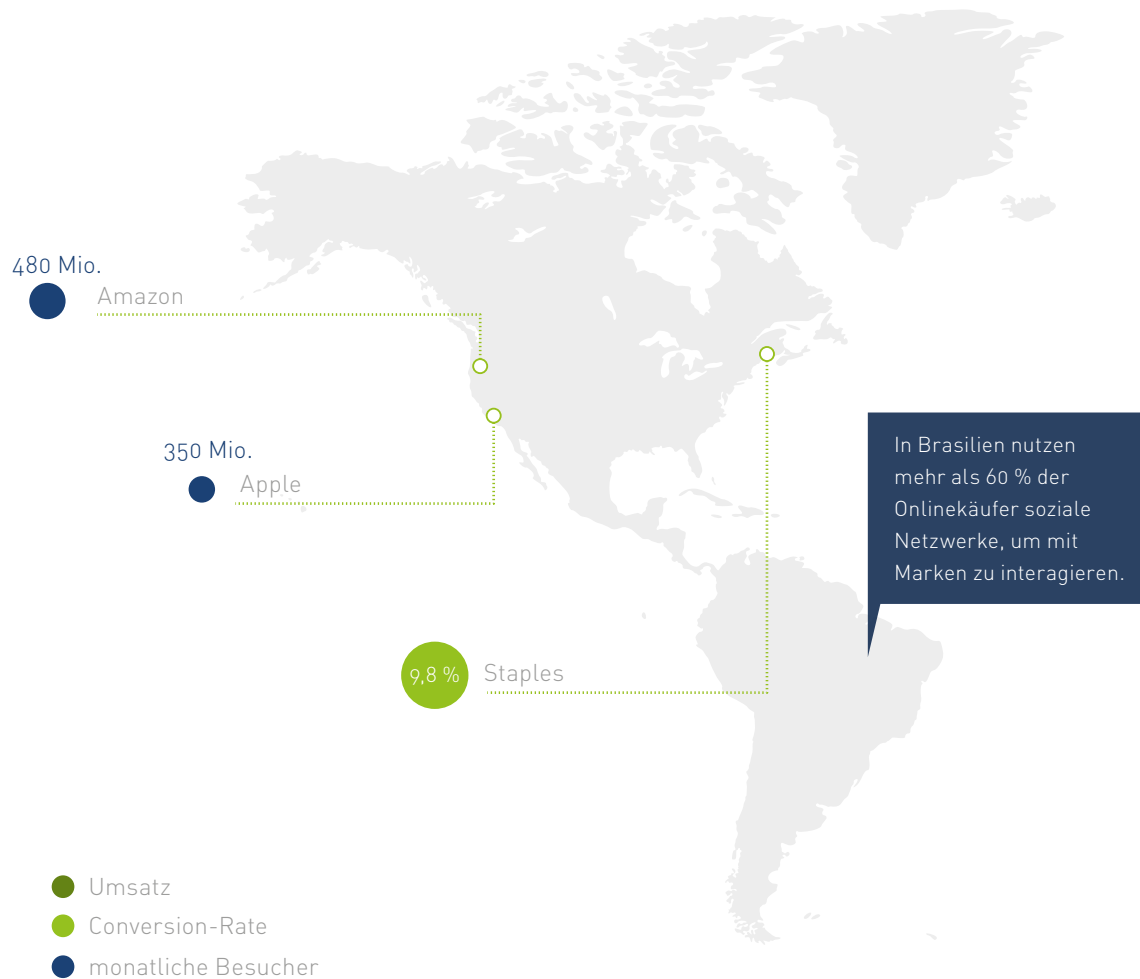 480 Mio.
Amazon
350 Mio.
Apple
In Brasilien nutzen
mehr als 60 % der
Onlinekäufer soziale
Netzwerke, um mit
Marken zu interagieren.
9,8 %
Staples
Umsatz
Conversion-Rate
monatliche Besucher